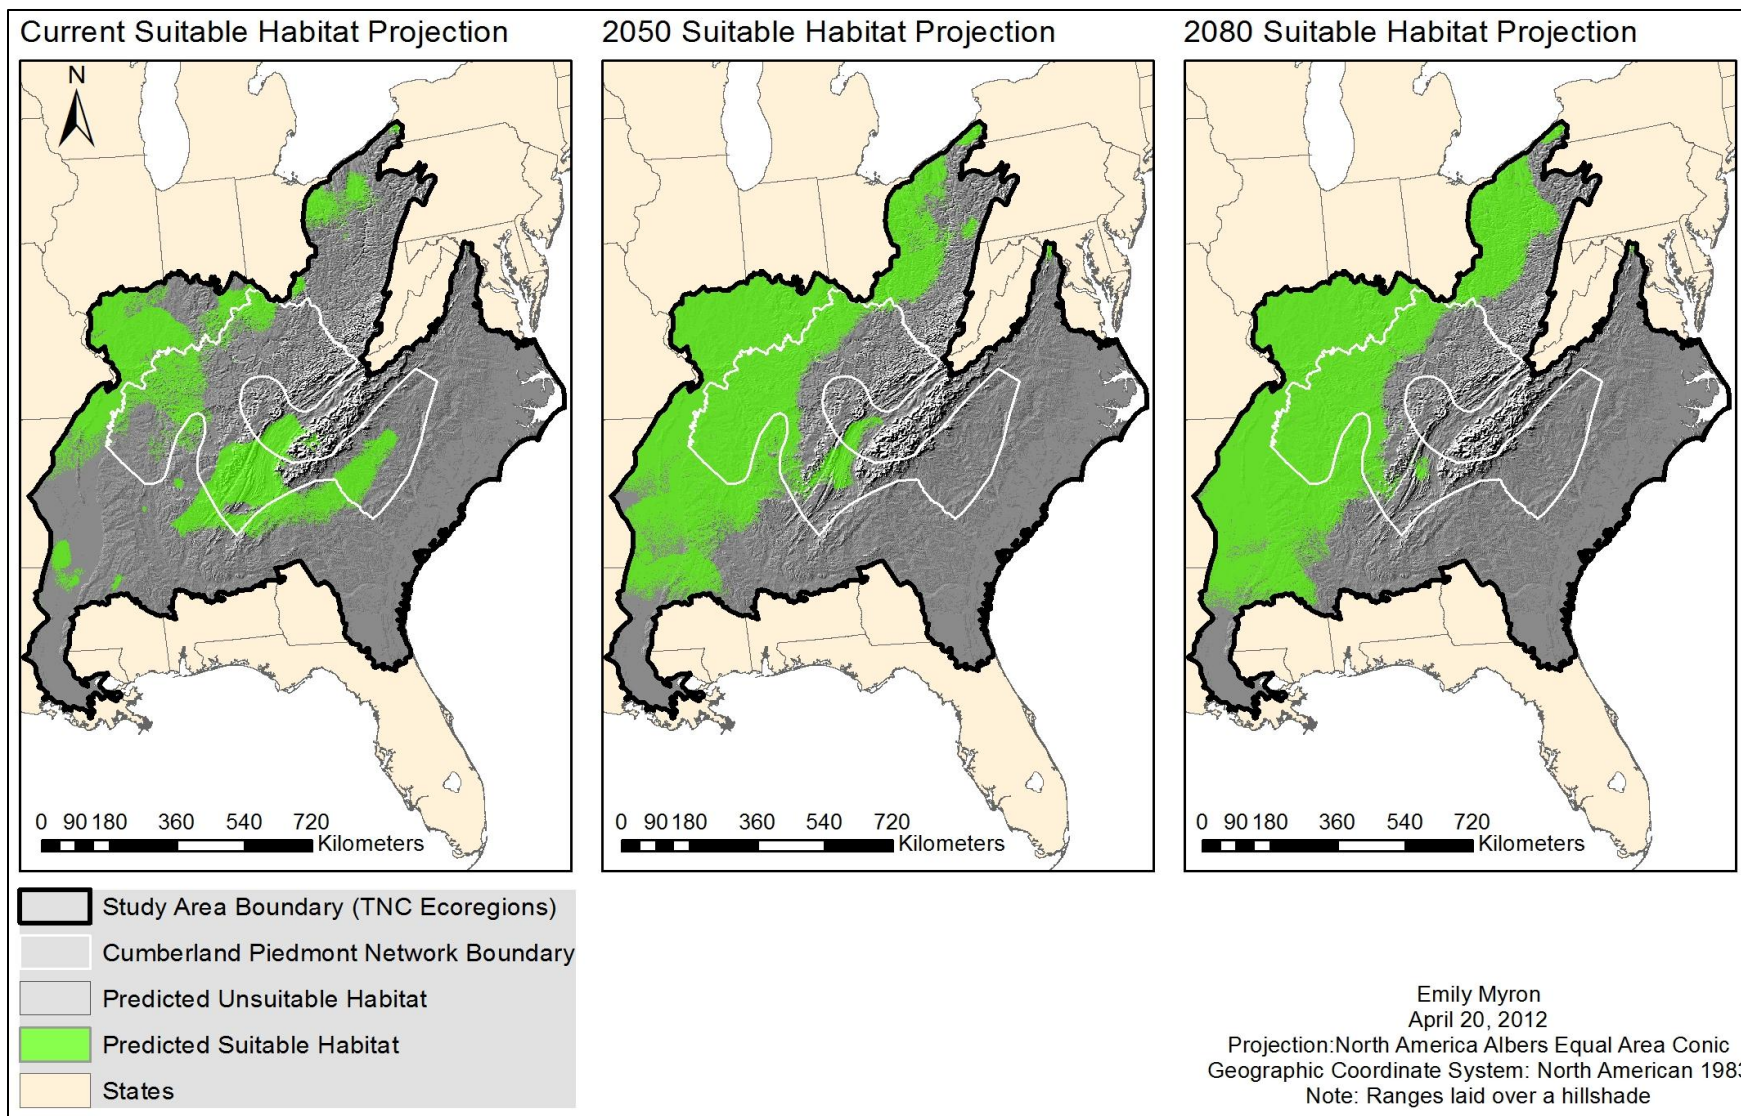 Current Suitable Habitat Projection
2050 Suitable Habitat Projection
2080 Suitable Habitat Projection
N
0 90 180 360 540 720
Kilometers
0 90 180 360 540 720
Kilometers
0 90 180 360 540 720
Kilometers
Study Area Boundary (TNC Ecoregions)
Cumberland Piedmont Network Boundary
Predicted Unsuitable Habitat
Predicted Suitable Habitat
States
Emily Myron
April 20, 2012
Projection:North America Albers Equal Area Conic
Geographic Coordinate System: North American 1983
Note: Ranges laid over a hillshade